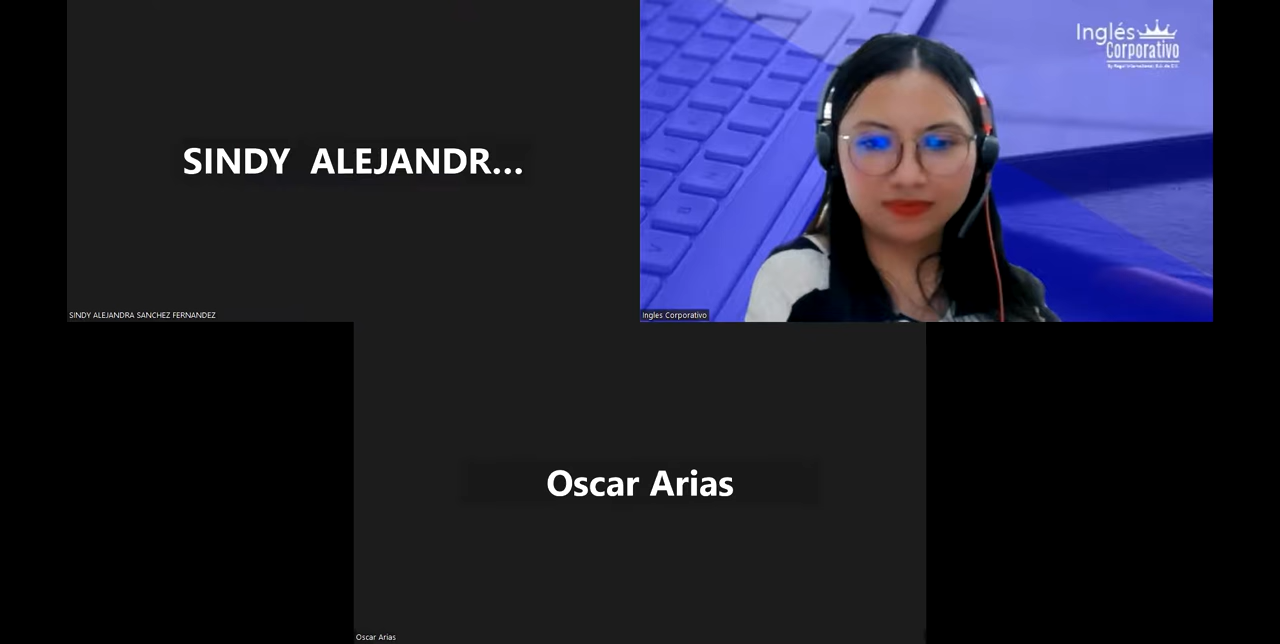 SINDY ALEJANDR...
SINDY ALEJANDRA SANCHEZ FERNANDEZ
Inglés
Corporativo
Ingles Corporativo
Oscar Arias
Oscar Arias